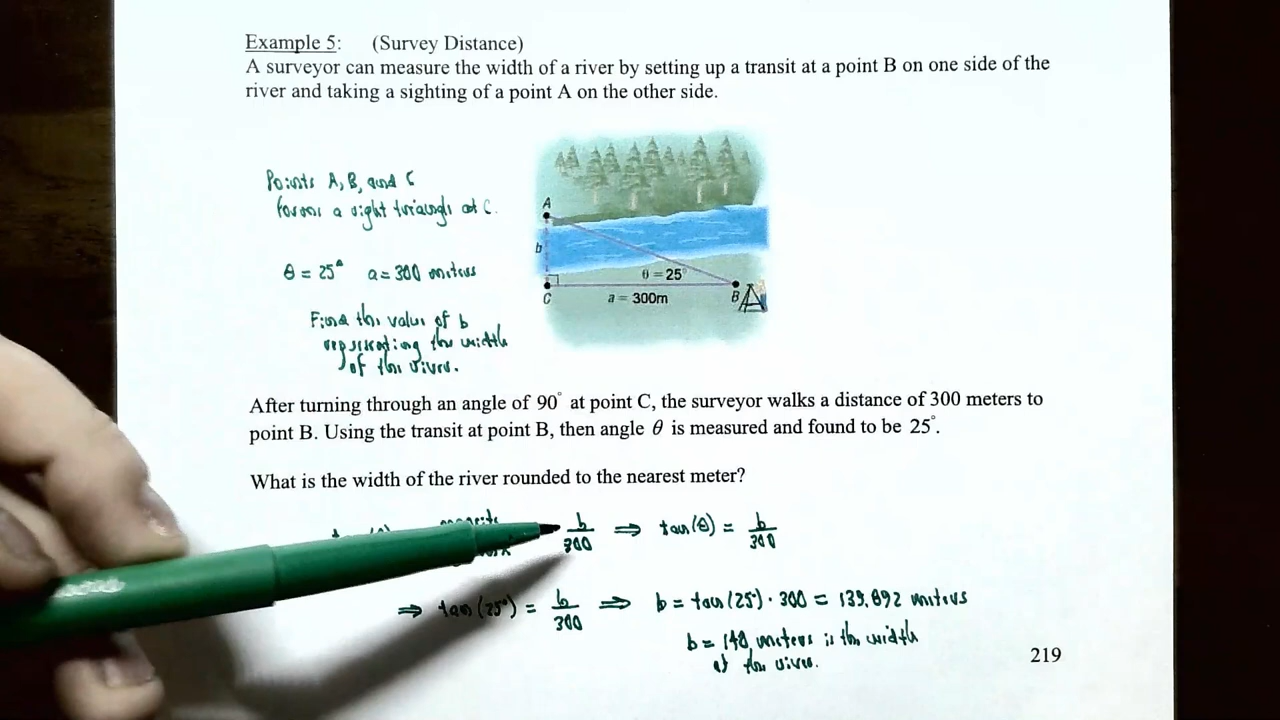 Example 5: (Survey Distance)
A surveyor can measure the width of a river by setting up a transit at a point B on one side of the
river and taking a sighting of a point A on the other side.
Points A, B, and C
forms a right triangle at C.
θ = 25° a = 300 meters
Find the value of b
representing the width
of the river.
A
b
C
θ = 25°
a = 300m
B
After turning through an angle of 90° at point C, the surveyor walks a distance of 300 meters to
point B. Using the transit at point B, then angle θ is measured and found to be 25°.
What is the width of the river rounded to the nearest meter?
b/300 ⇒ tan(θ) = b/300
⇒ tan(25°) = b/300 ⇒ b = tan(25°) · 300 = 139.892 meters
b = 140 meters is the width
of the river.
219